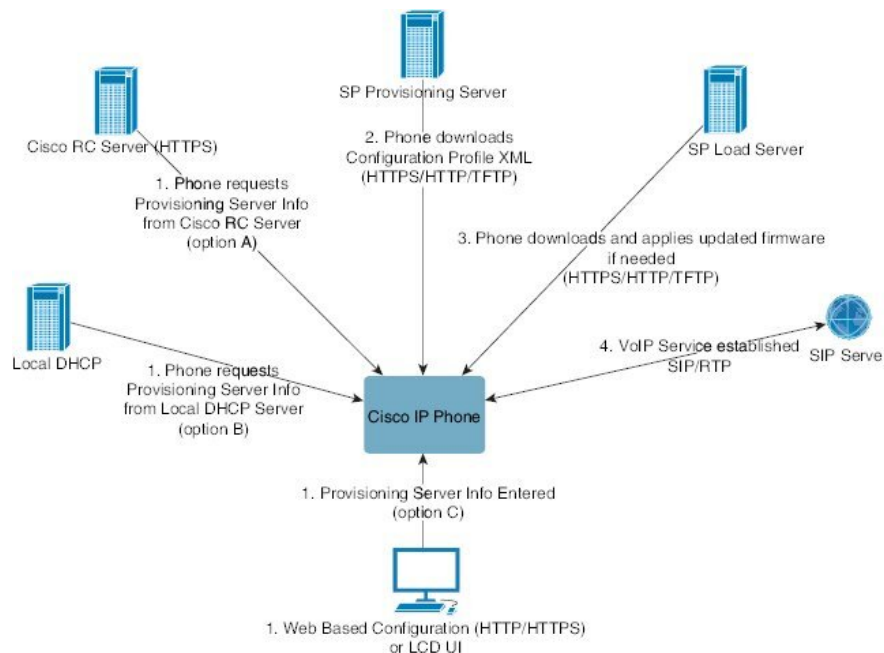 SP Provisioning Server
Cisco RC Server (HTTPS)
SP Load Server
2. Phone downloads
Configuration Profile XML
(HTTPS/HTTP/TFTP)
1. Phone requests
Provisioning Server Info
from Cisco RC Server
(option A)
3. Phone downloads and applies updated firmware
if needed
(HTTPS/HTTP/TFTP)
Local DHCP
1. Phone requests
Provisioning Server Info
from Local DHCP Server
(option B)
4. VoIP Service established
SIP/RTP
SIP Serve
Cisco IP Phone
1. Provisioning Server Info Entered
(option C)
1. Web Based Configuration (HTTP/HTTPS)
or LCD UI